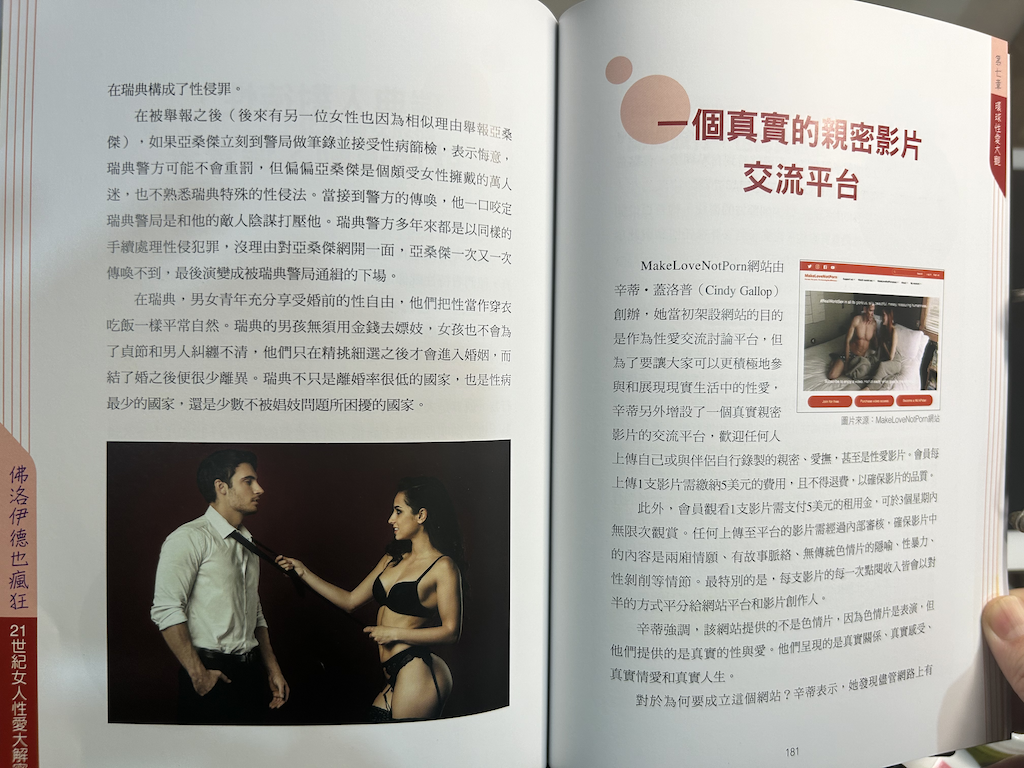 在瑞典構成了性侵罪。
在被舉報之後（後來有另一位女性也因為相似理由舉報亞桑
傑），如果亞桑傑立刻到警局做筆錄並接受性病篩檢，表示悔意，
瑞典警方可能不會重罰，但偏偏亞桑傑是個頗受女性擁戴的萬人
迷，也不熟悉瑞典特殊的性侵法。當接到警方的傳喚，他一口咬定
瑞典警局是和他的敵人陰謀打壓他。瑞典警方多年來都是以同樣的
手續處理性侵犯罪，沒理由對亞桑傑網開一面，亞桑傑一次又一次
傳喚不到，最後演變成被瑞典警局通緝的下場。
在瑞典，男女青年充分享受婚前的性自由，他們把性當作穿衣
吃飯一樣平常自然。瑞典的男孩無須用金錢去嫖妓，女孩也不會為
了貞節和男人糾纏不清，他們只在精挑細選之後才會進入婚姻，而
結了婚之後便很少離異。瑞典不只是離婚率很低的國家，也是性病
最少的國家，還是少數不被娼妓問題所困擾的國家。
佛洛伊德也瘋狂
21世紀女人性愛大解
第七章 環球性愛大觀
一個真實的親密影片
交流平台
MakeLoveNotPorn網站由
辛蒂・蓋洛普（Cindy Gallop）
創辦，她當初架設網站的目的
是作為性愛交流討論平台，但
為了要讓大家可以更積極地參
與和展現現實生活中的性愛，
辛蒂另外增設了一個真實親密
影片的交流平台，歡迎任何人
MakeLoveNotPorn
圖片來源：MakeLoveNotPorn網站
上傳自己或與伴侶自行錄製的親密、愛撫，甚至是性愛影片。會員每
上傳1支影片需繳納5美元的費用，且不得退費，以確保影片的品質。
此外，會員觀看1支影片需支付5美元的租用金，可於3個星期內
無限次觀賞。任何上傳至平台的影片需經過內部審核，確保影片中
的內容是兩廂情願、有故事脈絡、無傳統色情片的隱喻、性暴力、
性剝削等情節。最特別的是，每支影片的每一次點閱收入皆會以對
半的方式平分給網站平台和影片創作人。
辛蒂強調，該網站提供的不是色情片，因為色情片是表演，但
他們提供的是真實的性與愛。他們呈現的是真實關係、真實感受、
真實情愛和真實人生。
對於為何要成立這個網站？辛蒂表示，她發現儘管網路上有
181